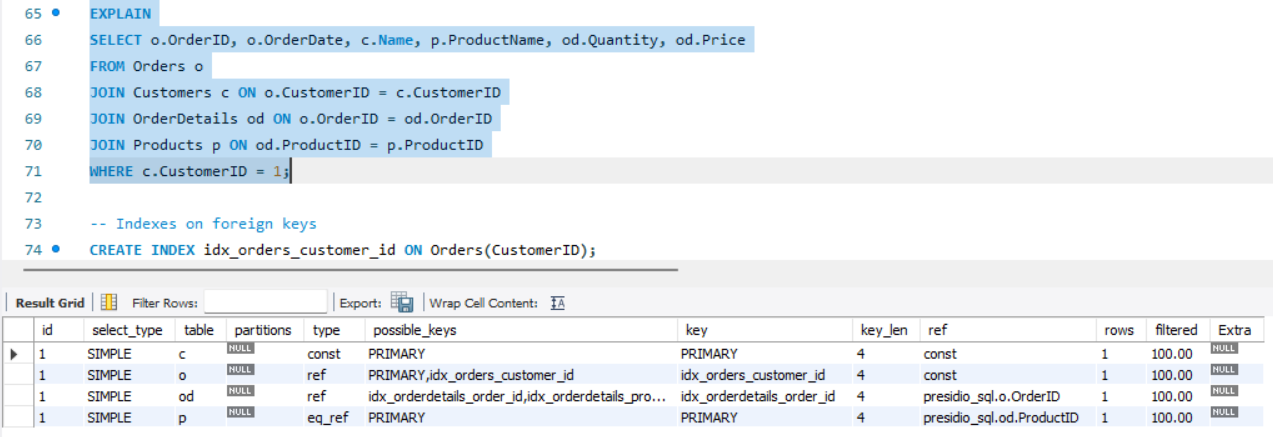 65 EXPLAIN
66 SELECT o.OrderID, o.OrderDate, c.Name, p.ProductName, od.Quantity, od.Price
67 FROM Orders o
68 JOIN Customers c ON o.CustomerID = c.CustomerID
69 JOIN OrderDetails od ON o.OrderID = od.OrderID
70 JOIN Products p ON od.ProductID = p.ProductID
71 WHERE c.CustomerID = 1;
72
73 -- Indexes on foreign keys
74 CREATE INDEX idx_orders_customer_id ON Orders(CustomerID);
Result Grid Filter Rows: Export: Wrap Cell Content: IA
id select_type table partitions type possible_keys key key_len ref rows filtered Extra
1 SIMPLE c NULL const PRIMARY PRIMARY 4 const 1 100.00 NULL
1 SIMPLE o NULL ref PRIMARY,idx_orders_customer_id idx_orders_customer_id 4 const 1 100.00 NULL
1 SIMPLE od NULL ref idx_orderdetails_order_id,idx_orderdetails_pro... idx_orderdetails_order_id 4 presidio_sql.o.OrderID 1 100.00 NULL
1 SIMPLE p NULL eq_ref PRIMARY PRIMARY 4 presidio_sql.od.ProductID 1 100.00 NULL